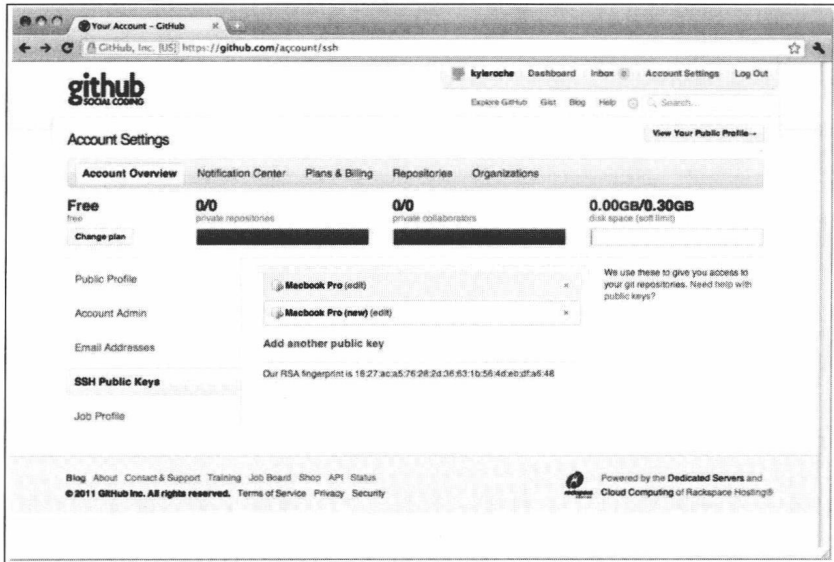 Your Account – GitHub
GitHub, Inc. [US] https://github.com/account/ssh
github
SOCIAL CODING
kyleroche Dashboard Inbox 0 Account Settings Log Out
Explore GitHub Gist Blog Help Search...
Account Settings
View Your Public Profile→
Account Overview Notification Center Plans & Billing Repositories Organizations
Free
free
Change plan
0/0
private repositories
0/0
private collaborators
0.00GB/0.30GB
disk space (soft limit)
Public Profile
Account Admin
Email Addresses
SSH Public Keys
Job Profile
Macbook Pro (edit) ×
Macbook Pro (new) (edit) ×
Add another public key
Our RSA fingerprint is 16:27:ac:a5:76:28:2d:36:63:1b:56:4d:eb:df:a6:48
We use these to give you access to
your git repositories. Need help with
public keys?
Blog About Contact & Support Training Job Board Shop API Status
© 2011 GitHub Inc. All rights reserved. Terms of Service Privacy Security
rackspace
Powered by the Dedicated Servers and
Cloud Computing of Rackspace Hosting®